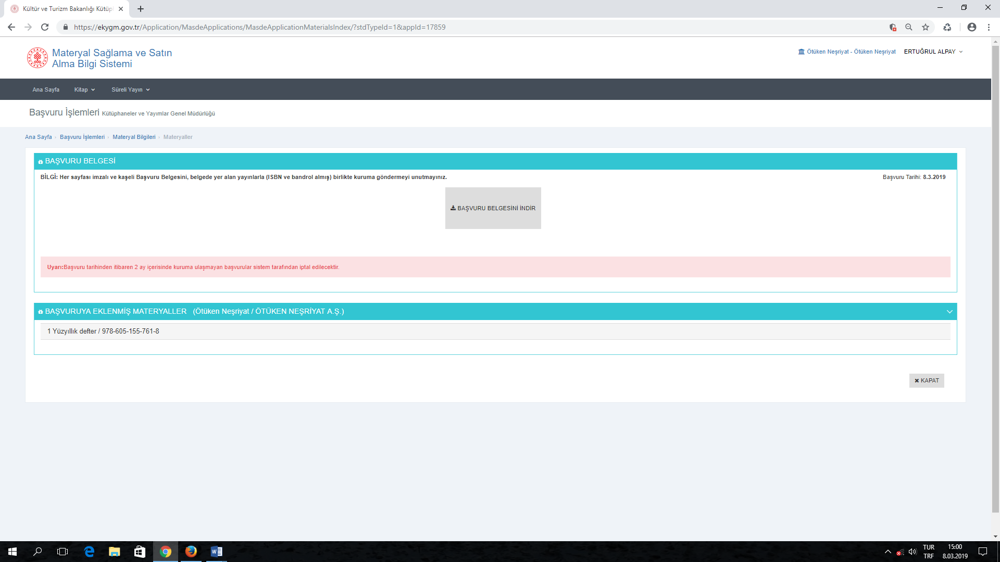 Kültür ve Turizm Bakanlığı Kütüp
https://ekygm.gov.tr/Application/MasdeApplications/MasdeApplicationMaterialsIndex/?stdTypeId=1&appId=17859
Materyal Sağlama ve Satın
Alma Bilgi Sistemi
Ötüken Neşriyat - Ötüken Neşriyat ERTUĞRUL ALPAY
Ana Sayfa Kitap Süreli Yayın
Başvuru İşlemleri Kütüphaneler ve Yayımlar Genel Müdürlüğü
Ana Sayfa › Başvuru İşlemleri › Materyal Bilgileri › Materyaller
BAŞVURU BELGESİ
BİLGİ: Her sayfası imzalı ve kaşeli Başvuru Belgesini, belgede yer alan yayınlarla (ISBN ve bandrol almış) birlikte kuruma göndermeyi unutmayınız. Başvuru Tarihi: 8.3.2019
BAŞVURU BELGESİNİ İNDİR
Uyarı:Başvuru tarihinden itibaren 2 ay içerisinde kuruma ulaşmayan başvurular sistem tarafından iptal edilecektir.
BAŞVURUYA EKLENMİŞ MATERYALLER (Ötüken Neşriyat / ÖTÜKEN NEŞRİYAT A.Ş.)
1 Yüzyıllık defter / 978-605-155-761-8
KAPAT
TUR 15:00
TRF 8.03.2019